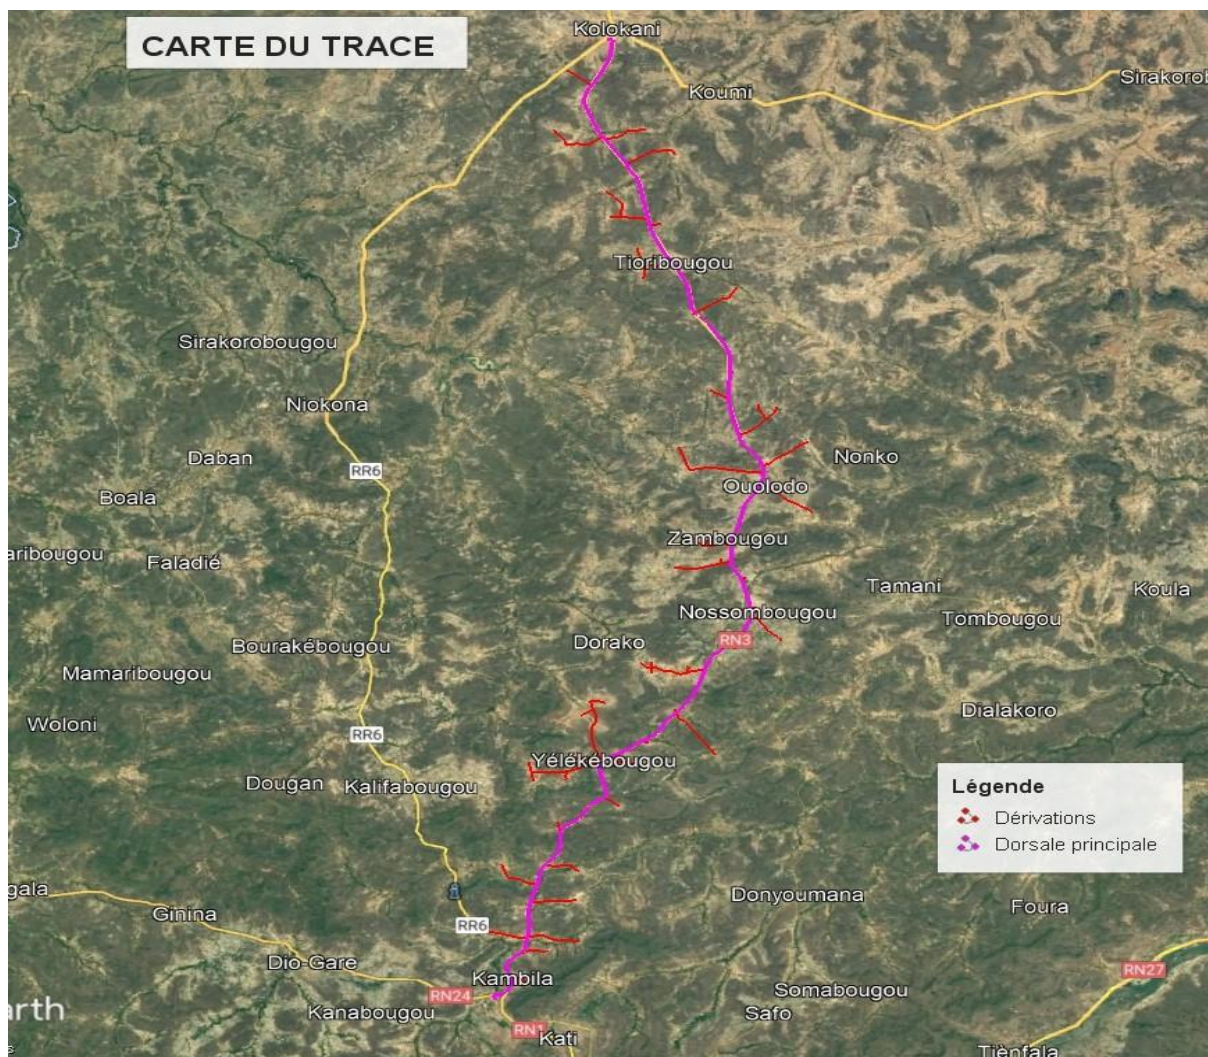 Kolokani
CARTE DU TRACE
Sirakorob
Koumi
Tioribougou
Sirakorobougou
Niokona
Daban
Nonko
RR6
Boala
Ouolodo
Zambougou
aribougou
Faladié
Tamani
Koula
Nossombougou
Tombougou
RN3
Bourakébougou
Dorako
Mamaribougou
Dialakoro
Woloni
RR6
Yélékébougou
Dougan
Kalifabougou
Légende
Dérivations
Dorsale principale
gala
Donyoumana
Ginina
Foura
RR6
Dio-Gare
Kambila
RN27
RN24
Somabougou
arth
Kanabougou
Safo
RN1
Kati
Tiènfala